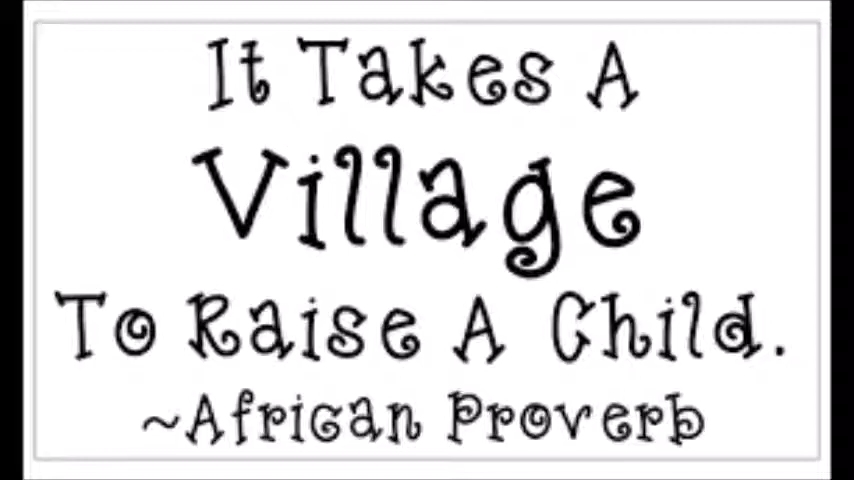 It Takes A
Village
To Raise A Child.
~African Proverb